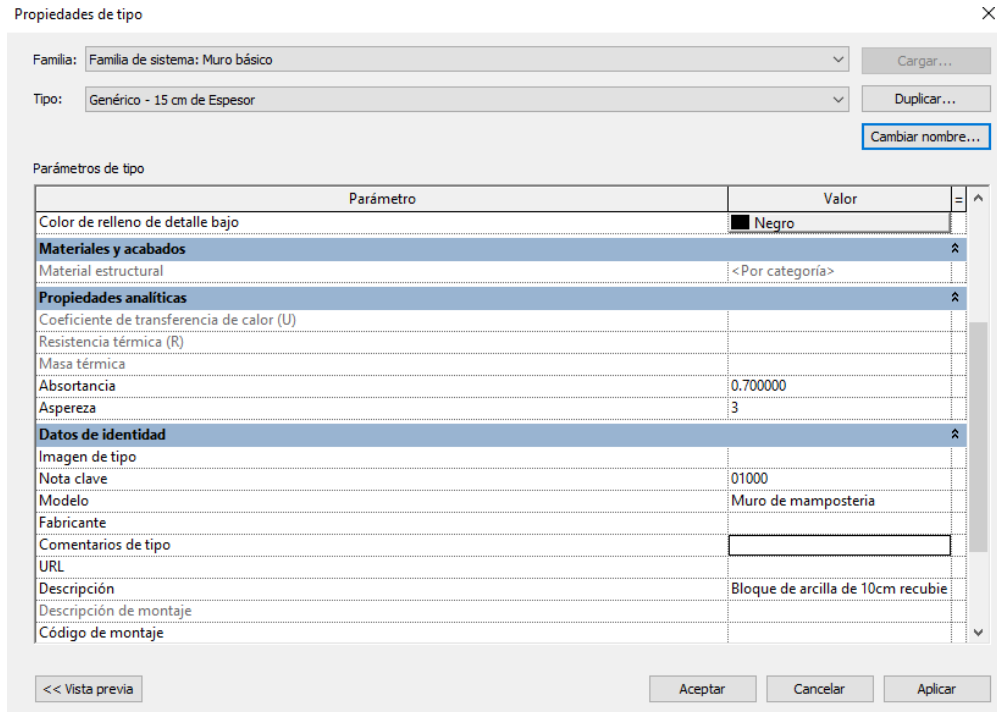 Propiedades de tipo
Familia: Familia de sistema: Muro básico Cargar...
Tipo: Genérico - 15 cm de Espesor Duplicar...
Cambiar nombre...
Parámetros de tipo
Parámetro Valor =
Color de relleno de detalle bajo Negro
Materiales y acabados
Material estructural <Por categoría>
Propiedades analíticas
Coeficiente de transferencia de calor (U)
Resistencia térmica (R)
Masa térmica
Absortancia 0.700000
Aspereza 3
Datos de identidad
Imagen de tipo
Nota clave 01000
Modelo Muro de mamposteria
Fabricante
Comentarios de tipo
URL
Descripción Bloque de arcilla de 10cm recubie
Descripción de montaje
Código de montaje
<< Vista previa Aceptar Cancelar Aplicar